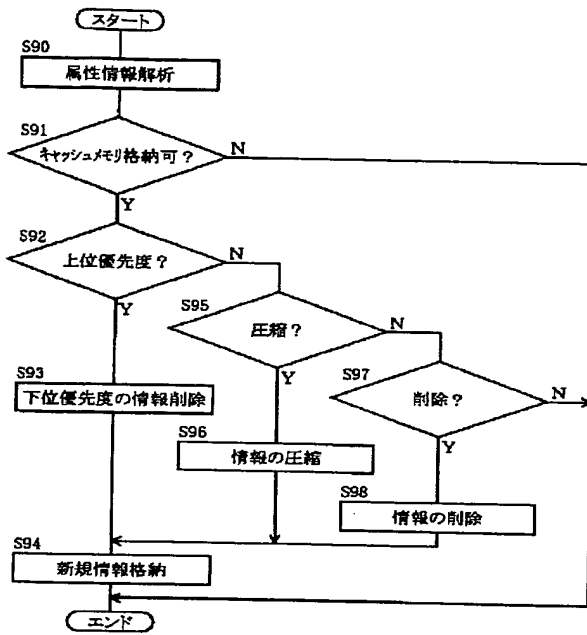 スタート
S90
属性情報解析
S91
キャッシュメモリ格納可?
N
Y
S92
上位優先度?
N
Y
S95
圧縮?
N
Y
S93
下位優先度の情報削除
S97
削除?
N
Y
S96
情報の圧縮
S98
情報の削除
S94
新規情報格納
エンド